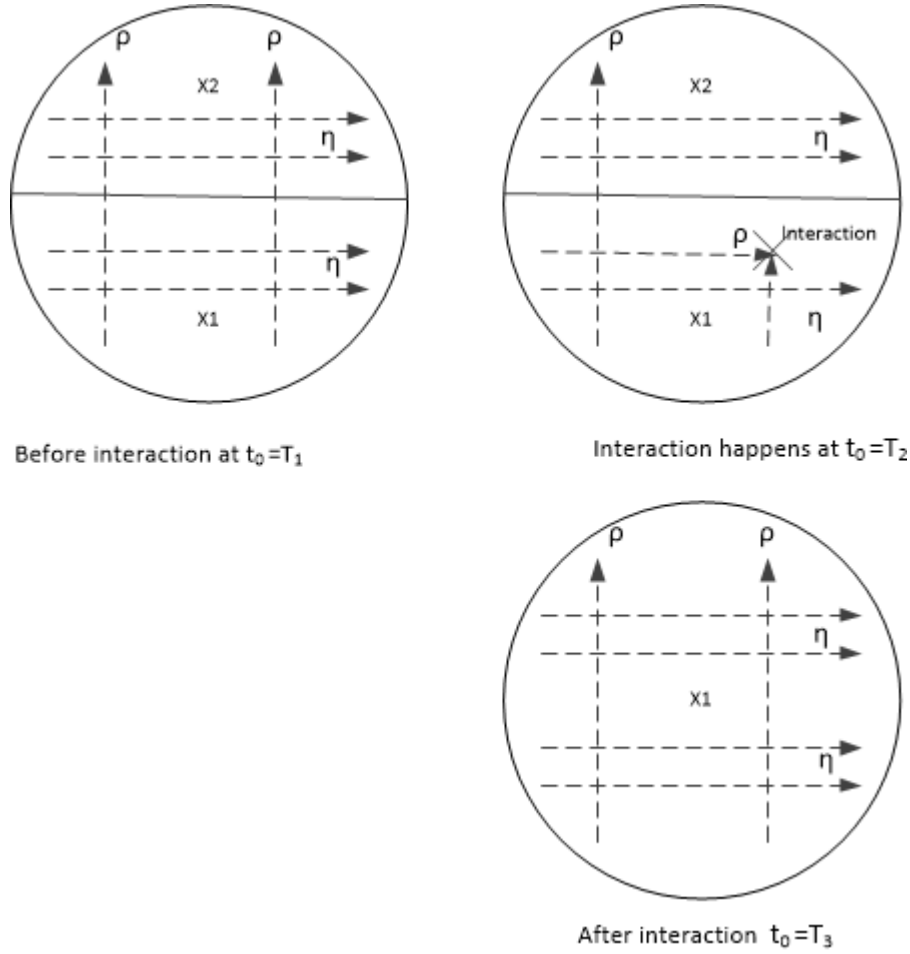 ρ ρ
X2
η
η
X1
Before interaction at t₀=T₁
ρ
X2
η
ρ Interaction
X1
η
Interaction happens at t₀=T₂
ρ ρ
η
X1
η
After interaction t₀=T₃